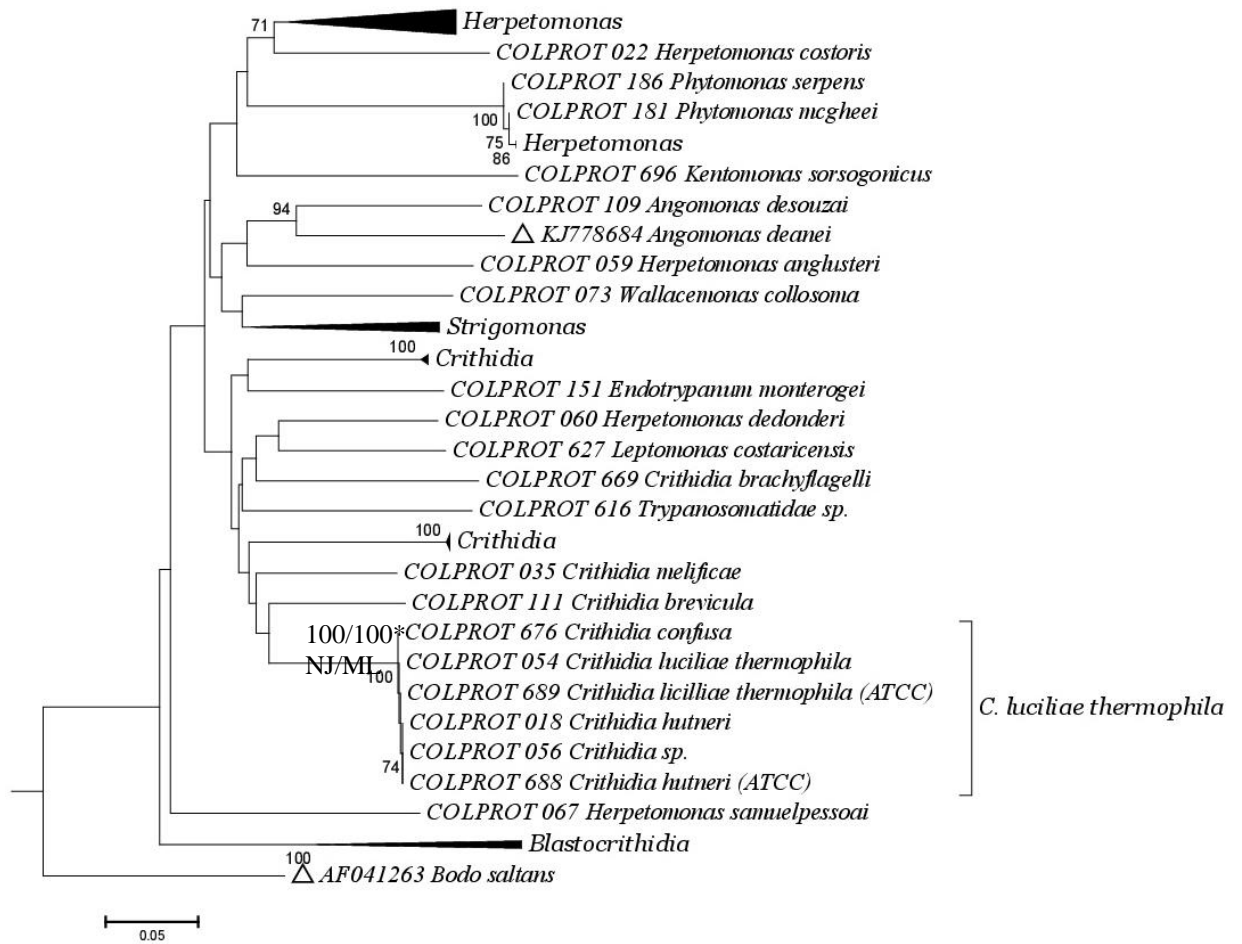 71
Herpetomonas
COLPROT 022 Herpetomonas costoris
COLPROT 186 Phytomonas serpens
COLPROT 181 Phytomonas mcgheei
100
75
Herpetomonas
86
COLPROT 696 Kentomonas sorsogonicus
94
COLPROT 109 Angomonas desouzai
KJ778684 Angomonas deanei
COLPROT 059 Herpetomonas anglusteri
COLPROT 073 Wallacemonas collosoma
Strigomonas
100
Crithidia
COLPROT 151 Endotrypanum monterogei
COLPROT 060 Herpetomonas dedonderi
COLPROT 627 Leptomonas costaricensis
COLPROT 669 Crithidia brachyflagelli
COLPROT 616 Trypanosomatidae sp.
100
Crithidia
COLPROT 035 Crithidia melificae
COLPROT 111 Crithidia brevicula
100/100*
COLPROT 676 Crithidia confusa
NJ/ML
COLPROT 054 Crithidia luciliae thermophila
100
COLPROT 689 Crithidia licilliae thermophila (ATCC)
C. luciliae thermophila
COLPROT 018 Crithidia hutneri
COLPROT 056 Crithidia sp.
74
COLPROT 688 Crithidia hutneri (ATCC)
COLPROT 067 Herpetomonas samuelpessoai
Blastocrithidia
100
AF041263 Bodo saltans
0.05